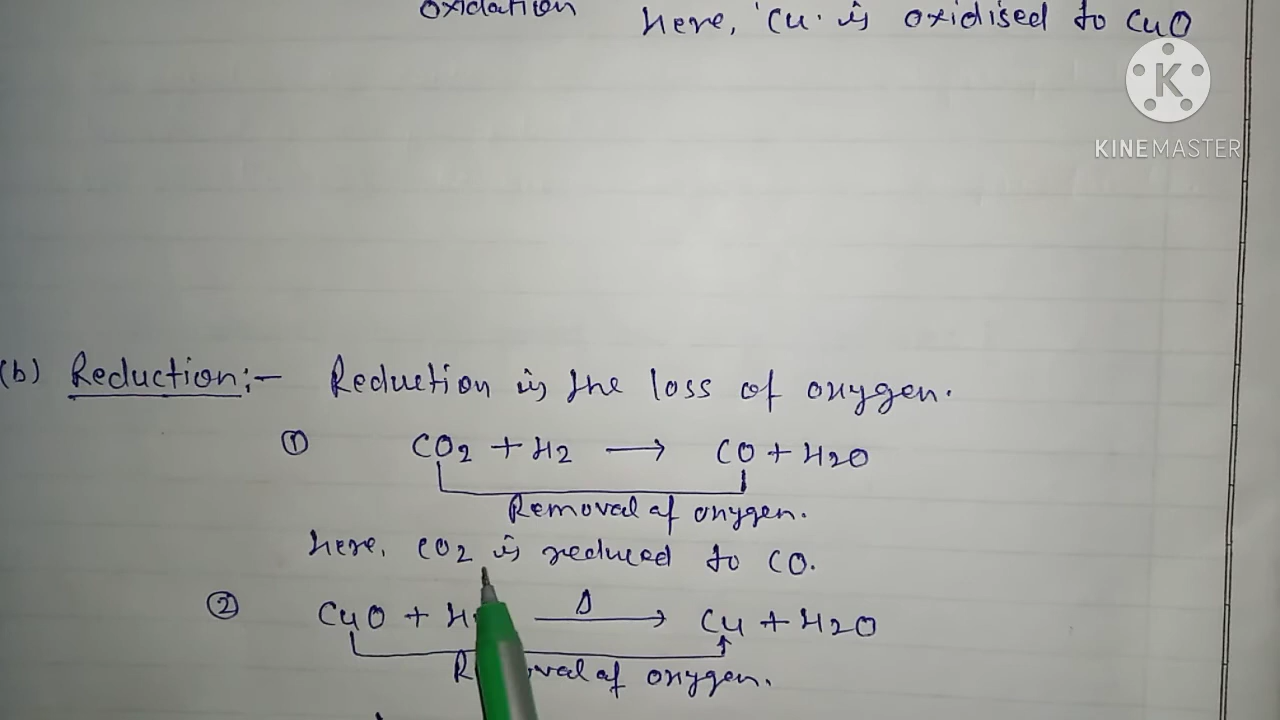 oxidation here, Cu is oxidised to CuO
K
KINEMASTER
(b) Reduction:- Reduction is the loss of oxygen.
① CO2 + H2 → CO + H2O
Removal of oxygen.
here, CO2 is reduced to CO.
② CuO + H Δ → Cu + H2O
oval of oxygen.